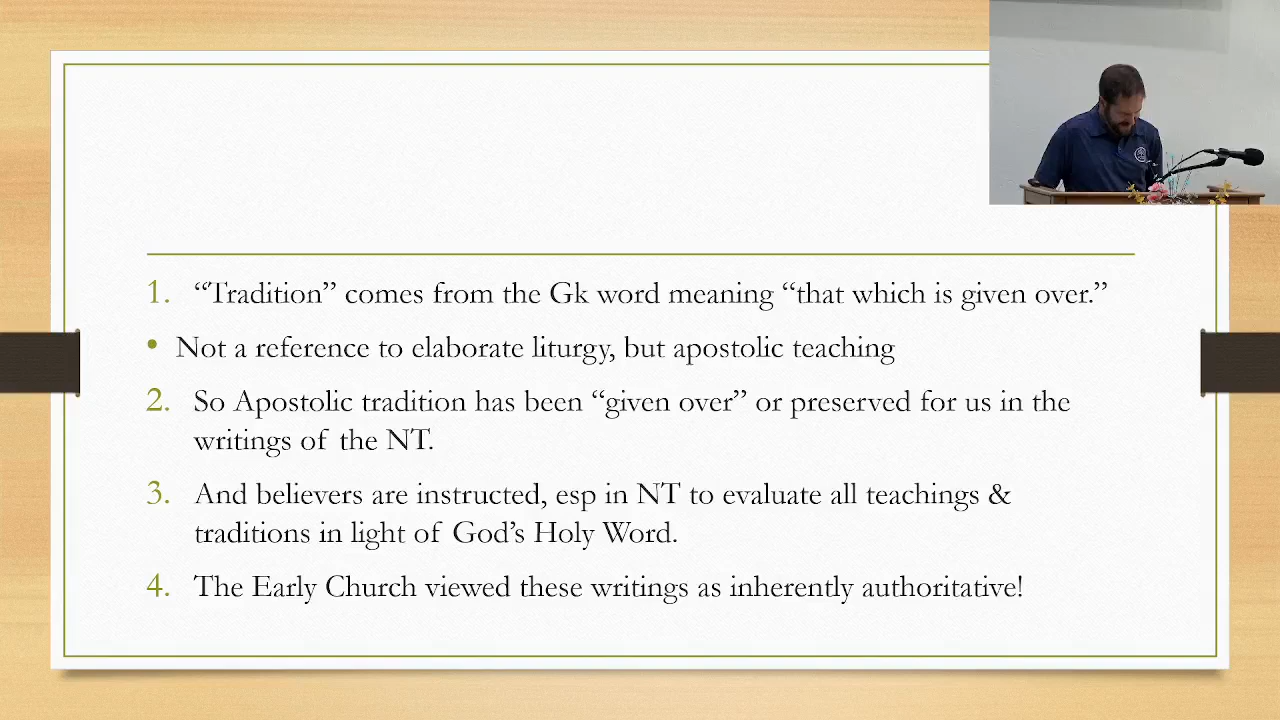 1. “Tradition” comes from the Gk word meaning “that which is given over.”
• Not a reference to elaborate liturgy, but apostolic teaching
2. So Apostolic tradition has been “given over” or preserved for us in the
writings of the NT.
3. And believers are instructed, esp in NT to evaluate all teachings &
traditions in light of God’s Holy Word.
4. The Early Church viewed these writings as inherently authoritative!